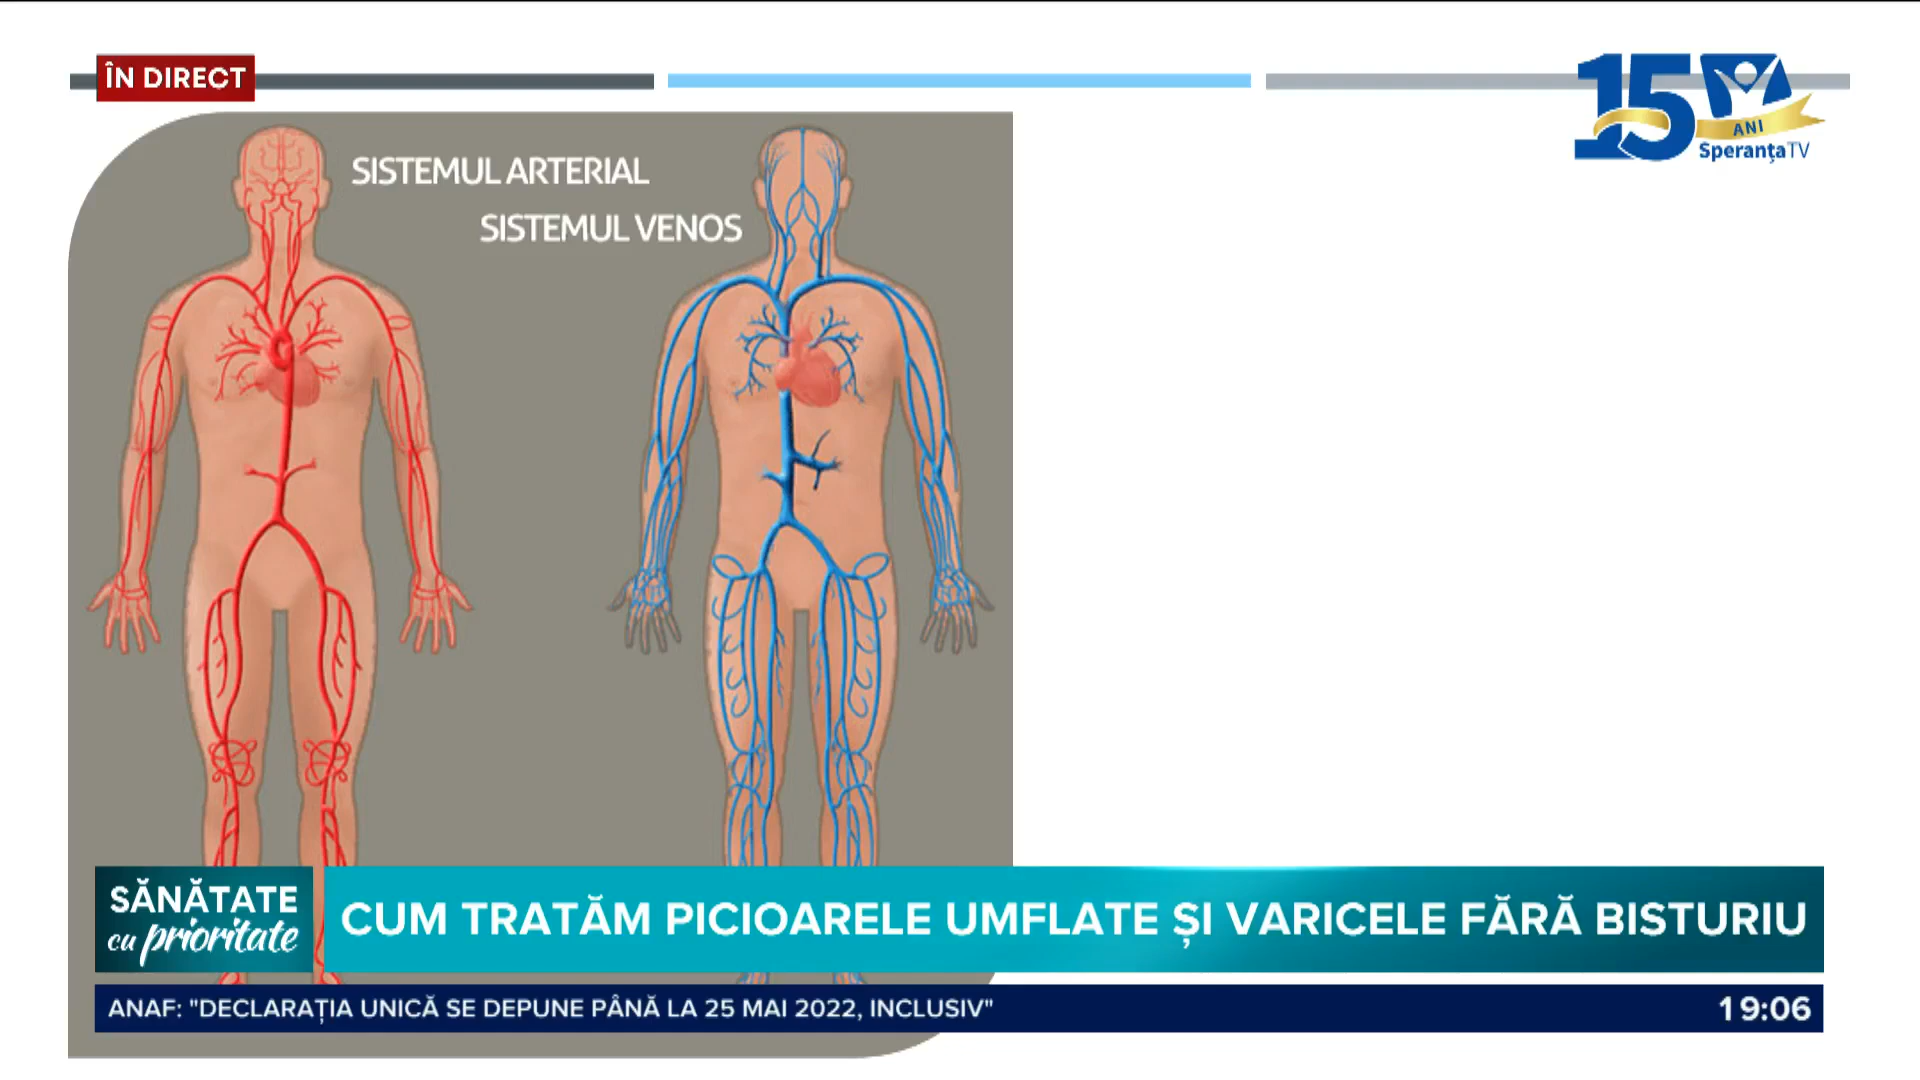 ÎN DIRECT
15
ANI
SperanțaTV
SISTEMUL ARTERIAL
SISTEMUL VENOS
SĂNĂTATE
cu prioritate
CUM TRATĂM PICIOARELE UMFLATE ȘI VARICELE FĂRĂ BISTURIU
ANAF: "DECLARAȚIA UNICĂ SE DEPUNE PÂNĂ LA 25 MAI 2022, INCLUSIV"
19:06